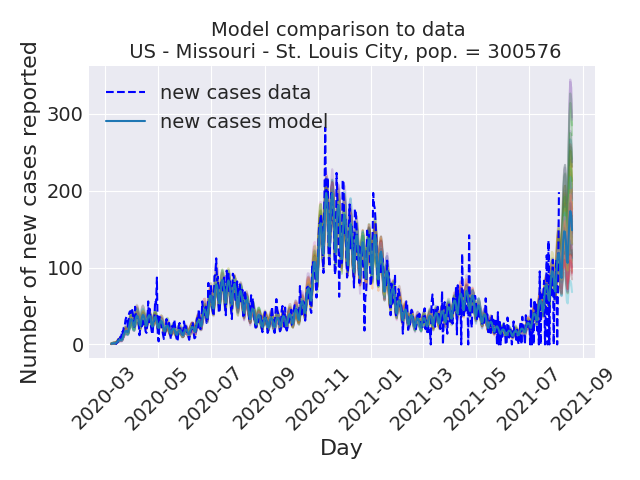 Model comparison to data
US - Missouri - St. Louis City, pop. = 300576
Number of new cases reported
300
200
100
0
new cases data
new cases model
2020-03
2020-05
2020-07
2020-09
2020-11
2021-01
2021-03
2021-05
2021-07
2021-09
Day